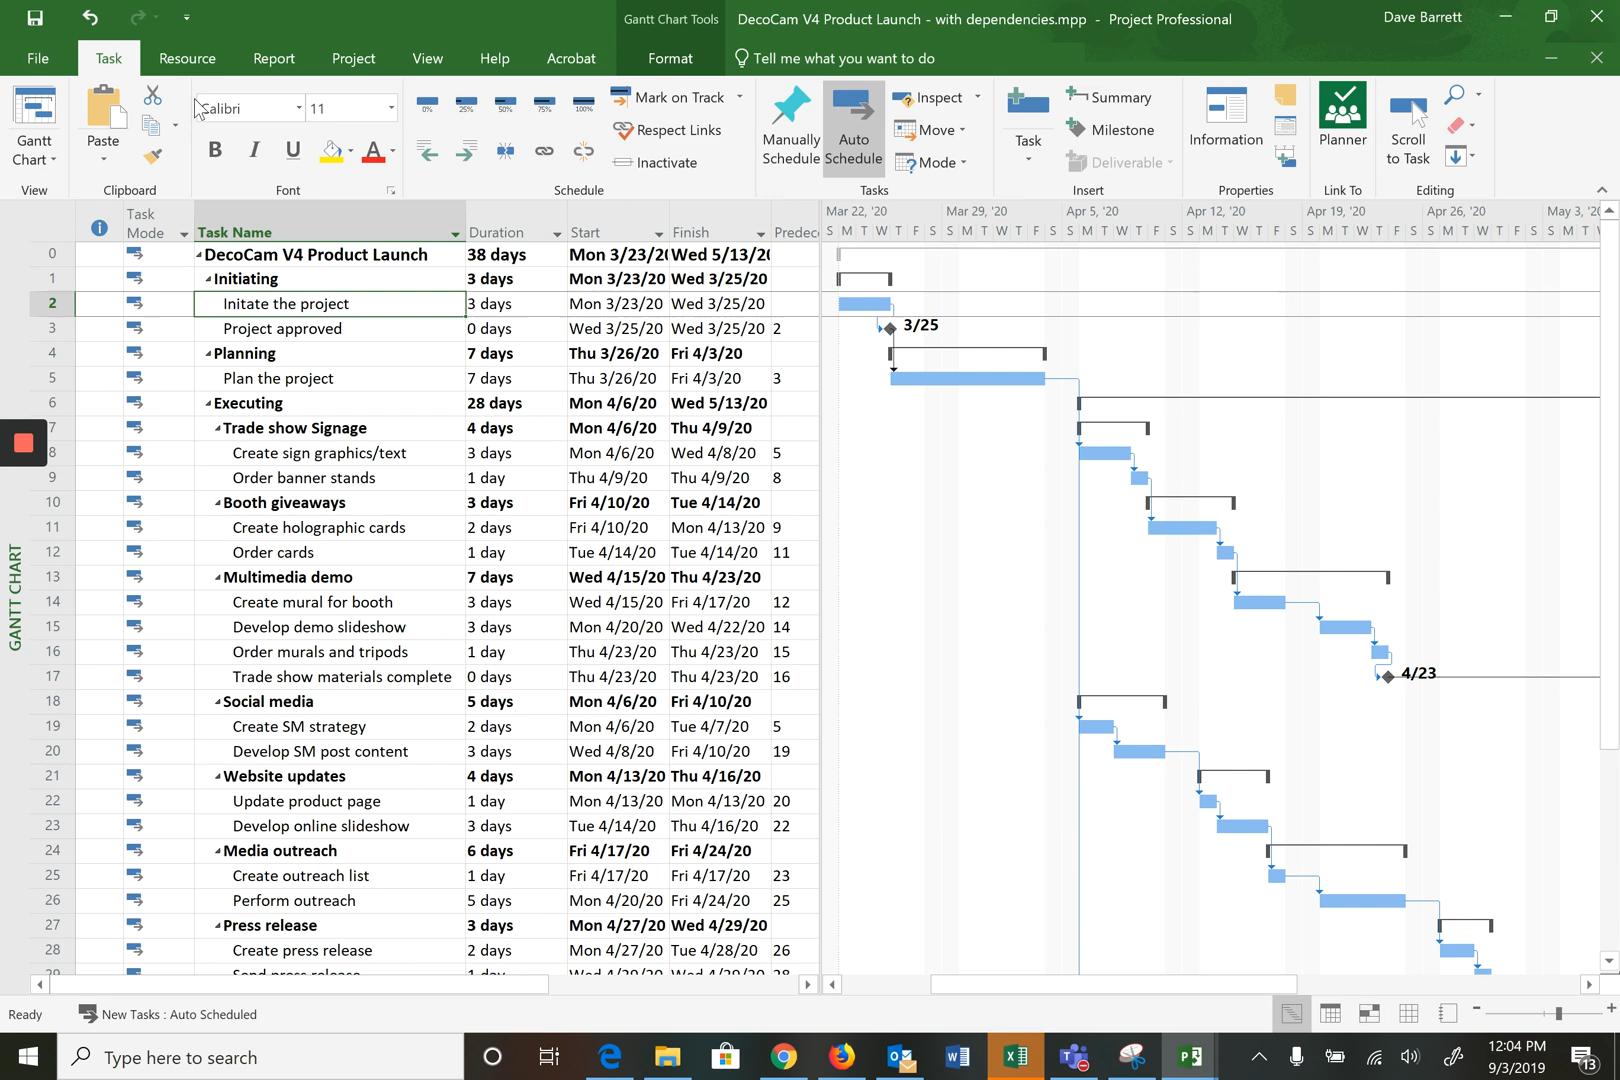 Gantt Chart Tools
DecoCam V4 Product Launch - with dependencies.mpp - Project Professional
Dave Barrett
File Task Resource Report Project View Help Acrobat Format Tell me what you want to do
Gantt Chart
View
Paste
Clipboard
Calibri 11
B I U A
Font
0% 25% 50% 75% 100%
Mark on Track
Respect Links
Inactivate
Schedule
Manually Schedule
Auto Schedule
Inspect
Move
Mode
Tasks
Task
Summary
Milestone
Deliverable
Insert
Information
Properties
Planner
Link To
Scroll to Task
Editing
Task Mode Task Name Duration Start Finish Predec
Mar 22, '20 Mar 29, '20 Apr 5, '20 Apr 12, '20 Apr 19, '20 Apr 26, '20 May 3, '20
S M T W T F S S M T W T F S S M T W T F S S M T W T F S S M T W T F S S M T W T F S S M T W
0 DecoCam V4 Product Launch 38 days Mon 3/23/20 Wed 5/13/20
1 Initiating 3 days Mon 3/23/20 Wed 3/25/20
2 Initate the project 3 days Mon 3/23/20 Wed 3/25/20
3 Project approved 0 days Wed 3/25/20 Wed 3/25/20 2
3/25
4 Planning 7 days Thu 3/26/20 Fri 4/3/20
5 Plan the project 7 days Thu 3/26/20 Fri 4/3/20 3
6 Executing 28 days Mon 4/6/20 Wed 5/13/20
7 Trade show Signage 4 days Mon 4/6/20 Thu 4/9/20
8 Create sign graphics/text 3 days Mon 4/6/20 Wed 4/8/20 5
9 Order banner stands 1 day Thu 4/9/20 Thu 4/9/20 8
10 Booth giveaways 3 days Fri 4/10/20 Tue 4/14/20
11 Create holographic cards 2 days Fri 4/10/20 Mon 4/13/20 9
12 Order cards 1 day Tue 4/14/20 Tue 4/14/20 11
13 Multimedia demo 7 days Wed 4/15/20 Thu 4/23/20
14 Create mural for booth 3 days Wed 4/15/20 Fri 4/17/20 12
15 Develop demo slideshow 3 days Mon 4/20/20 Wed 4/22/20 14
16 Order murals and tripods 1 day Thu 4/23/20 Thu 4/23/20 15
17 Trade show materials complete 0 days Thu 4/23/20 Thu 4/23/20 16
4/23
18 Social media 5 days Mon 4/6/20 Fri 4/10/20
19 Create SM strategy 2 days Mon 4/6/20 Tue 4/7/20 5
20 Develop SM post content 3 days Wed 4/8/20 Fri 4/10/20 19
21 Website updates 4 days Mon 4/13/20 Thu 4/16/20
22 Update product page 1 day Mon 4/13/20 Mon 4/13/20 20
23 Develop online slideshow 3 days Tue 4/14/20 Thu 4/16/20 22
24 Media outreach 6 days Fri 4/17/20 Fri 4/24/20
25 Create outreach list 1 day Fri 4/17/20 Fri 4/17/20 23
26 Perform outreach 5 days Mon 4/20/20 Fri 4/24/20 25
27 Press release 3 days Mon 4/27/20 Wed 4/29/20
28 Create press release 2 days Mon 4/27/20 Tue 4/28/20 26
29 Send press release 1 day Wed 4/29/20 Wed 4/29/20 28
GANTT CHART
Ready New Tasks : Auto Scheduled
Type here to search
12:04 PM
9/3/2019
13